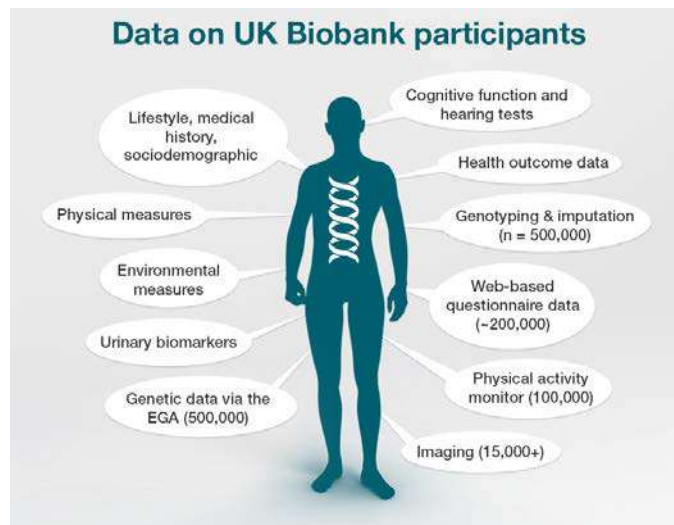 Data on UK Biobank participants
Lifestyle, medical
history,
sociodemographic
Physical measures
Environmental
measures
Urinary biomarkers
Genetic data via the
EGA (500,000)
Cognitive function and
hearing tests
Health outcome data
Genotyping & imputation
(n = 500,000)
Web-based
questionnaire data
(~200,000)
Physical activity
monitor (100,000)
Imaging (15,000+)